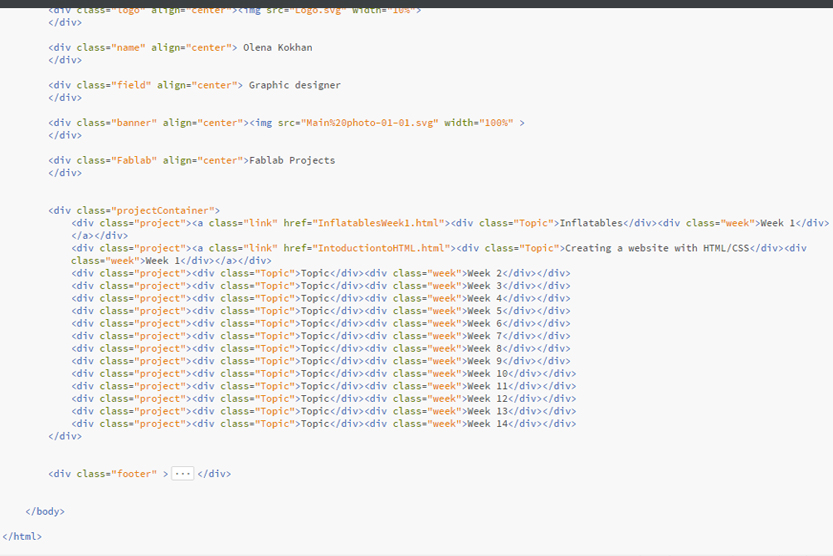 <div class="logo" align="center"><img src="Logo.svg" width="10%">
</div>
<div class="name" align="center"> Olena Kokhan
</div>
<div class="field" align="center"> Graphic designer
</div>
<div class="banner" align="center"><img src="Main%20photo-01-01.svg" width="100%" >
</div>
<div class="Fablab" align="center">Fablab Projects
</div>
<div class="projectContainer">
<div class="project"><a class="link" href="InflatablesWeek1.html"><div class="Topic">Inflatables</div><div class="week">Week 1</div>
</a></div>
<div class="project"><a class="link" href="IntoductiontoHTML.html"><div class="Topic">Creating a website with HTML/CSS</div><div
class="week">Week 1</div></a></div>
<div class="project"><div class="Topic">Topic</div><div class="week">Week 2</div></div>
<div class="project"><div class="Topic">Topic</div><div class="week">Week 3</div></div>
<div class="project"><div class="Topic">Topic</div><div class="week">Week 4</div></div>
<div class="project"><div class="Topic">Topic</div><div class="week">Week 5</div></div>
<div class="project"><div class="Topic">Topic</div><div class="week">Week 6</div></div>
<div class="project"><div class="Topic">Topic</div><div class="week">Week 7</div></div>
<div class="project"><div class="Topic">Topic</div><div class="week">Week 8</div></div>
<div class="project"><div class="Topic">Topic</div><div class="week">Week 9</div></div>
<div class="project"><div class="Topic">Topic</div><div class="week">Week 10</div></div>
<div class="project"><div class="Topic">Topic</div><div class="week">Week 11</div></div>
<div class="project"><div class="Topic">Topic</div><div class="week">Week 12</div></div>
<div class="project"><div class="Topic">Topic</div><div class="week">Week 13</div></div>
<div class="project"><div class="Topic">Topic</div><div class="week">Week 14</div></div>
</div>
<div class="footer" > ... </div>
</body>
</html>